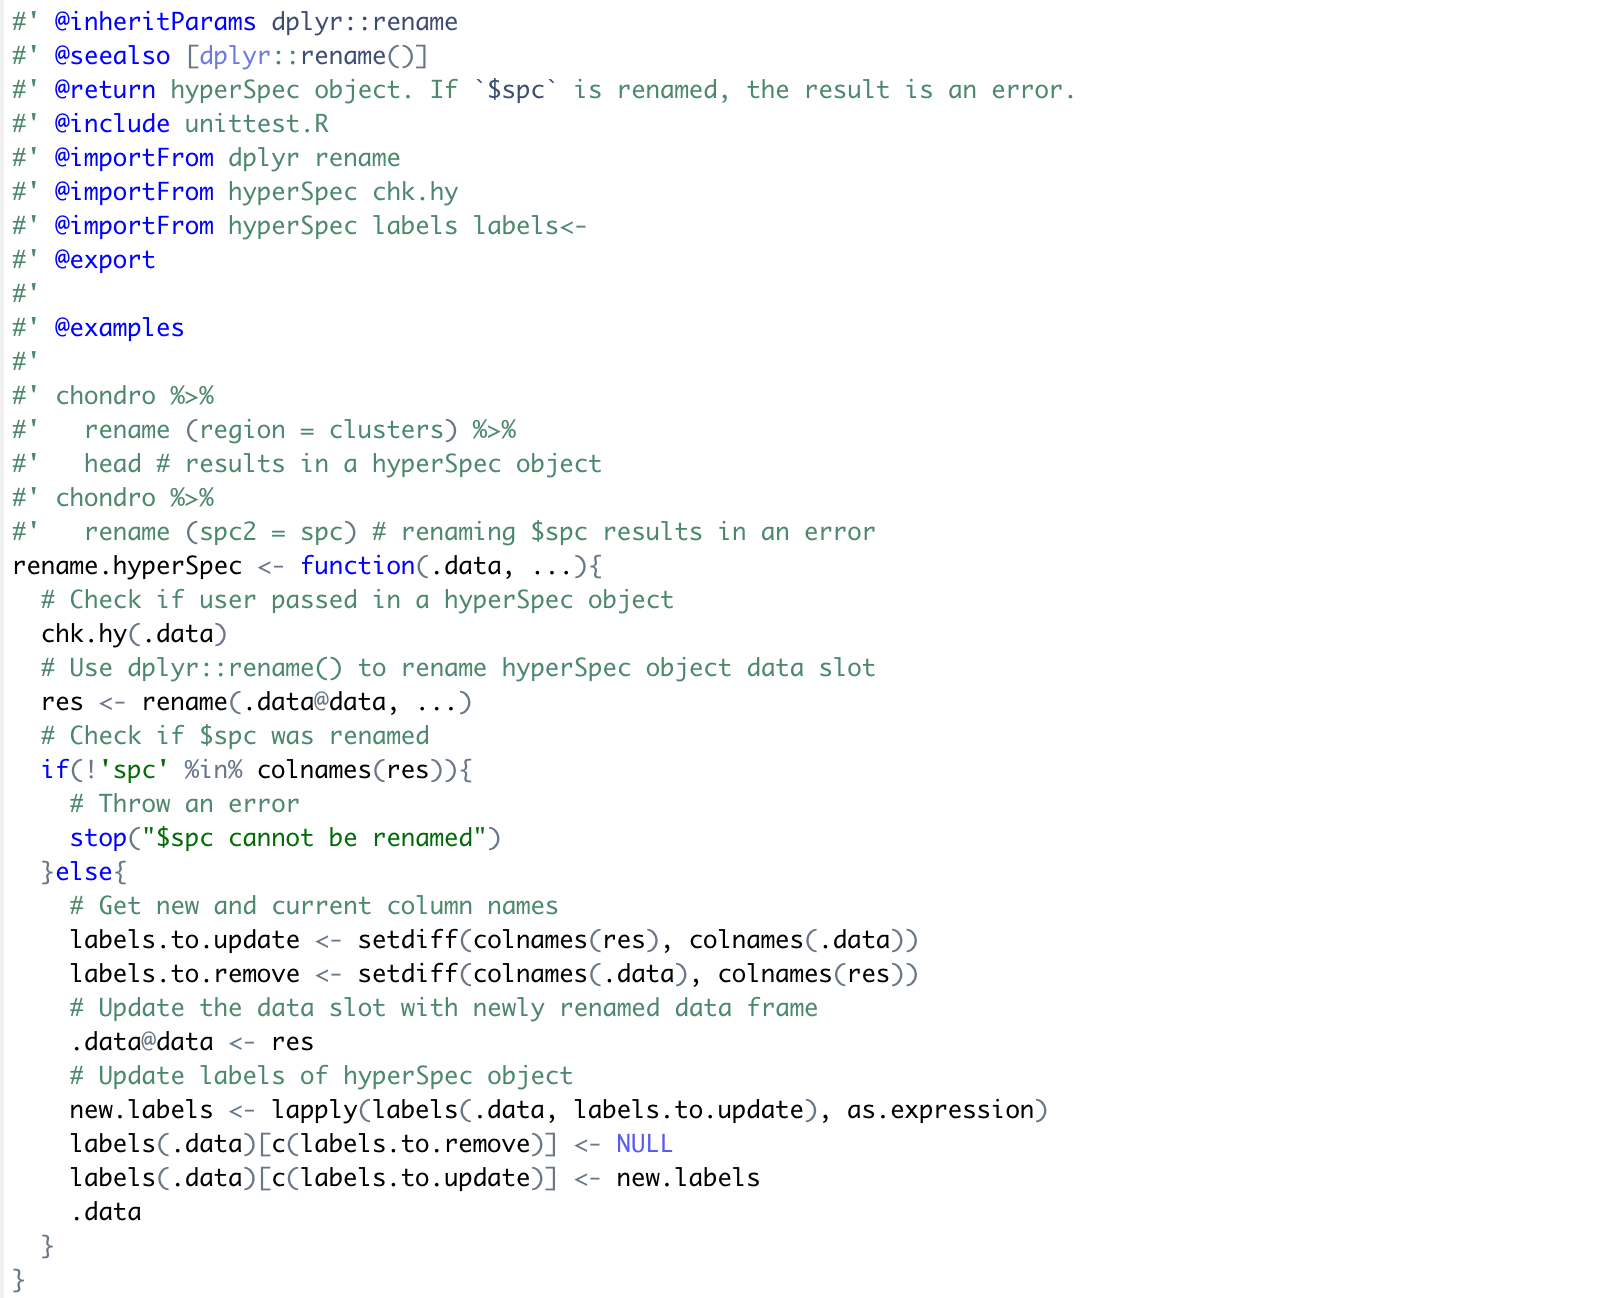 #' @inheritParams dplyr::rename
#' @seealso [dplyr::rename()]
#' @return hyperSpec object. If `$spc` is renamed, the result is an error.
#' @include unittest.R
#' @importFrom dplyr rename
#' @importFrom hyperSpec chk.hy
#' @importFrom hyperSpec labels labels<-
#' @export
#'
#' @examples
#'
#' chondro %>%
#'   rename (region = clusters) %>%
#'   head # results in a hyperSpec object
#' chondro %>%
#'   rename (spc2 = spc) # renaming $spc results in an error
rename.hyperSpec <- function(.data, ...){
  # Check if user passed in a hyperSpec object
  chk.hy(.data)
  # Use dplyr::rename() to rename hyperSpec object data slot
  res <- rename(.data@data, ...)
  # Check if $spc was renamed
  if(!'spc' %in% colnames(res)){
    # Throw an error
    stop("$spc cannot be renamed")
  }else{
    # Get new and current column names
    labels.to.update <- setdiff(colnames(res), colnames(.data))
    labels.to.remove <- setdiff(colnames(.data), colnames(res))
    # Update the data slot with newly renamed data frame
    .data@data <- res
    # Update labels of hyperSpec object
    new.labels <- lapply(labels(.data, labels.to.update), as.expression)
    labels(.data)[c(labels.to.remove)] <- NULL
    labels(.data)[c(labels.to.update)] <- new.labels
    .data
  }
}